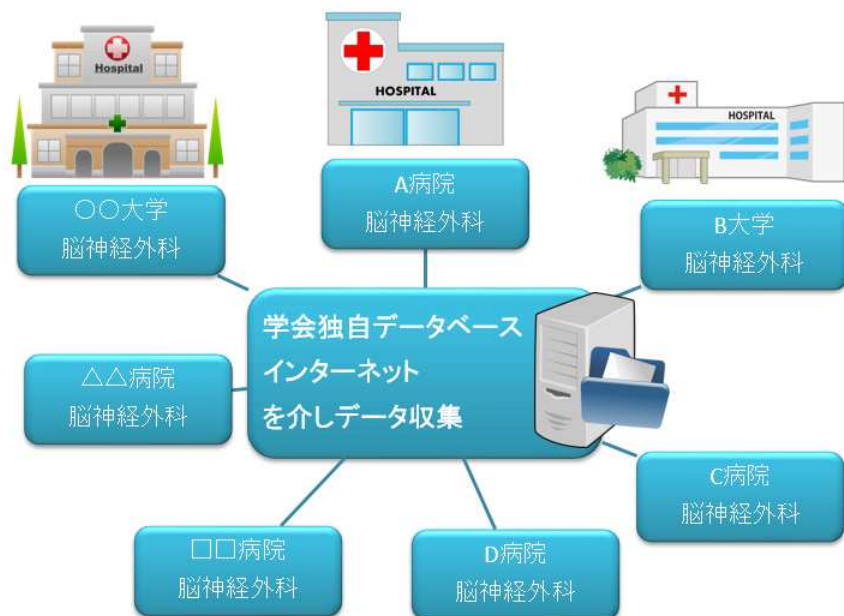 Hospital
HOSPITAL
HOSPITAL
〇〇大学
脳神経外科
A病院
脳神経外科
B大学
脳神経外科
学会独自データベース
インターネット
を介しデータ収集
△△病院
脳神経外科
C病院
脳神経外科
□□病院
脳神経外科
D病院
脳神経外科